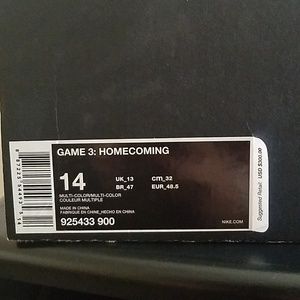 GAME 3: HOMECOMING
14
UK_13
cm_32
BR_47
EUR_48.5
MULTI-COLOR/MULTI-COLOR
COULEUR MULTIPLE
MADE IN CHINA
FABRIQUE EN CHINE_HECHO EN CHINA
925433 900
NIKE.COM
Suggested Retail: USD $300.00